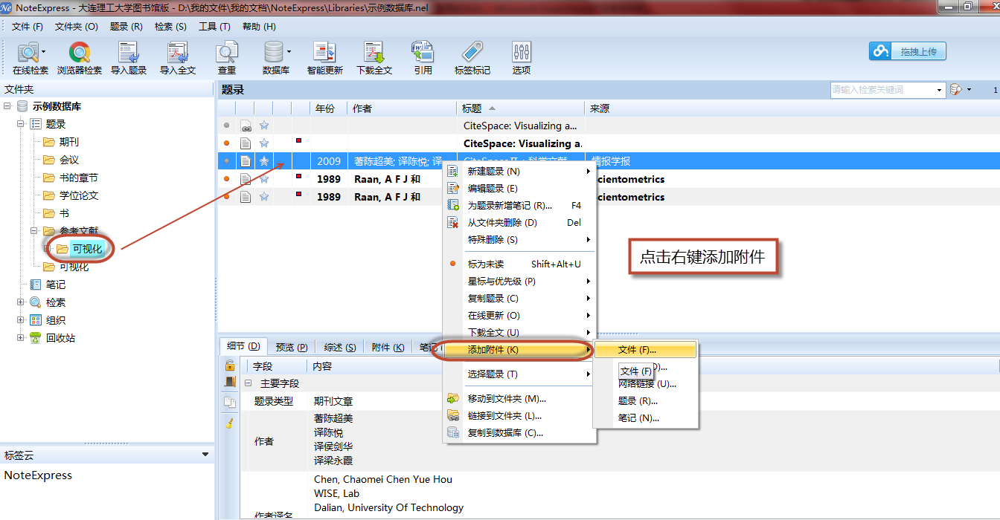 NoteExpress - 大连理工大学图书馆版 - D:\我的文件\我的文档\NoteExpress\Libraries\示例数据库.nel
文件 (F) 文件夹 (O) 题录 (R) 检索 (S) 工具 (T) 帮助 (H)
在线检索 浏览器检索 导入题录 导入全文 查重 数据库 智能更新 下载全文 引用 标签标记 选项 拖拽上传
文件夹
示例数据库
题录
期刊
会议
书的章节
学位论文
书
参考文献
可视化
可视化
笔记
检索
组织
回收站
标签云
NoteExpress
题录 请输入检索关键词 1
年份 作者 标题 来源
CiteSpace: Visualizing a...
CiteSpace: Visualizing a.
2009 著陈超美; 译陈悦; 译 情报学报
1989 Raan, A F J 和 cientometrics
1989 Raan, A F J 和 cientometrics
新建题录 (N)
编辑题录 (E)
为题录新增笔记 (R)... F4
从文件夹删除 (D) Del
特殊删除 (S)
标为未读 Shift+Alt+U
星标与优先级 (P)
复制题录 (C)
在线更新 (O)
下载全文 (U)
添加附件 (K)
选择题录 (T)
移动到文件夹 (M)...
链接到文件夹 (L)...
复制到数据库 (C)...
文件 (F)...
文件 (F)
网络链接 (U)...
题录 (R)...
笔记 (N)...
点击右键添加附件
细节 (D) 预览 (P) 综述 (S) 附件 (K) 笔记
字段 内容
主要字段
题录类型 期刊文章
作者
著陈超美
译陈悦
译侯剑华
译梁永霞
作者译名
Chen, Chaomei Chen Yue Hou
WISE, Lab
Dalian, University Of Technology